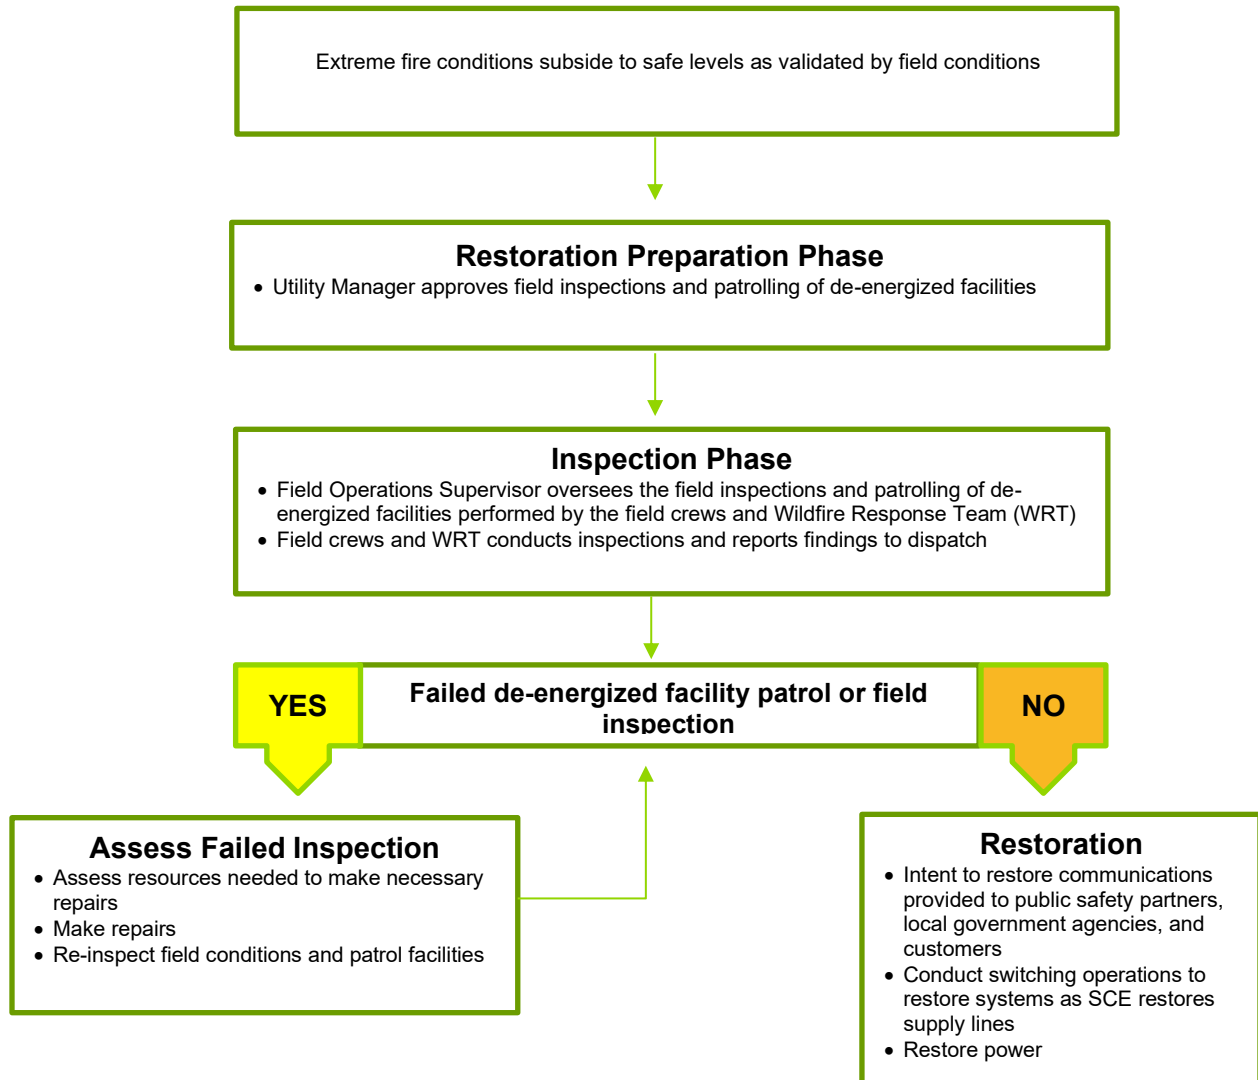 Extreme fire conditions subside to safe levels as validated by field conditions
Restoration Preparation Phase
• Utility Manager approves field inspections and patrolling of de-energized facilities
Inspection Phase
• Field Operations Supervisor oversees the field inspections and patrolling of de-
energized facilities performed by the field crews and Wildfire Response Team (WRT)
• Field crews and WRT conducts inspections and reports findings to dispatch
YES
Failed de-energized facility patrol or field
inspection
NO
Assess Failed Inspection
• Assess resources needed to make necessary
repairs
• Make repairs
• Re-inspect field conditions and patrol facilities
Restoration
• Intent to restore communications
provided to public safety partners,
local government agencies, and
customers
• Conduct switching operations to
restore systems as SCE restores
supply lines
• Restore power